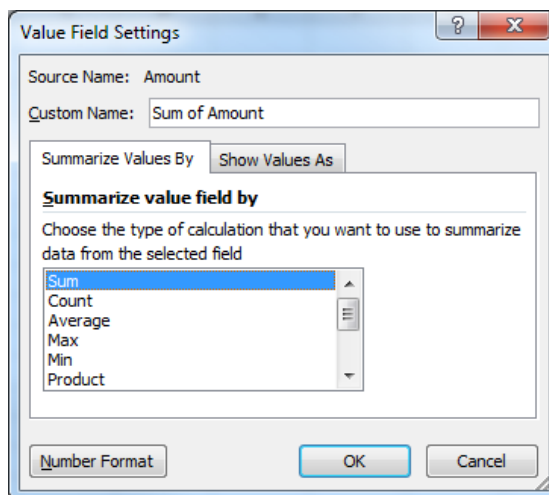 Value Field Settings
Source Name: Amount
Custom Name: Sum of Amount
Summarize Values By Show Values As
Summarize value field by
Choose the type of calculation that you want to use to summarize
data from the selected field
Sum
Count
Average
Max
Min
Product
Number Format OK Cancel